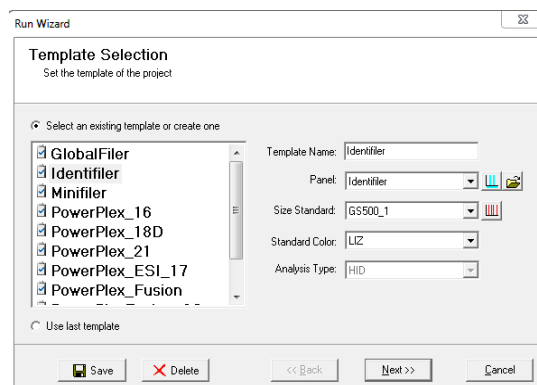 Run Wizard
Template Selection
Set the template of the project
Select an existing template or create one
GlobalFiler
Identifiler
Minifiler
PowerPlex_16
PowerPlex_18D
PowerPlex_21
PowerPlex_ESI_17
PowerPlex_Fusion
Template Name: Identifiler
Panel: Identifiler
Size Standard: GS500_1
Standard Color: LIZ
Analysis Type: HID
Use last template
Save
Delete
<< Back
Next >>
Cancel